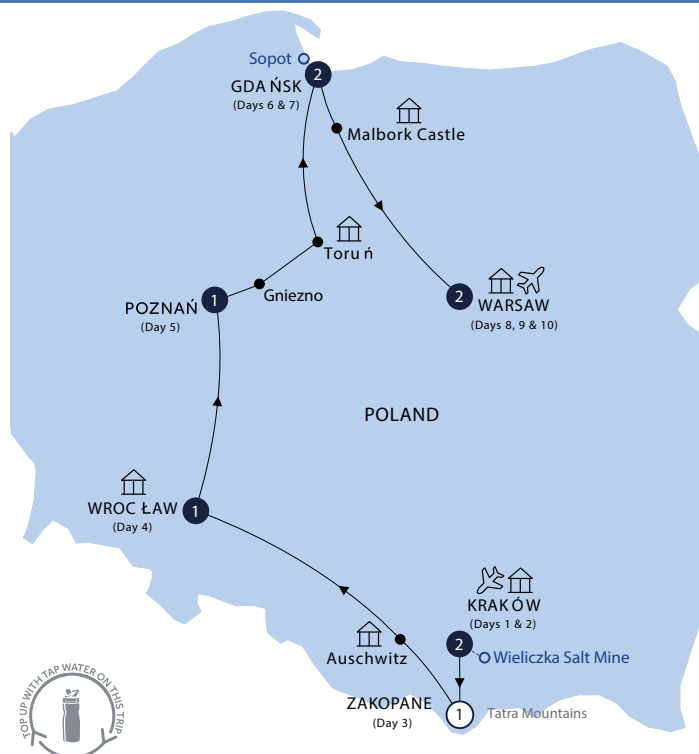 Sopot
2
GDAŃSK
(Days 6 & 7)
Malbork Castle
Toruń
Gniezno
1
POZNAŃ
(Day 5)
2
WARSAW
(Days 8, 9 & 10)
POLAND
WROCŁAW
(Day 4)
1
KRAKÓW
(Days 1 & 2)
2
Wieliczka Salt Mine
Auschwitz
ZAKOPANE
(Day 3)
1
Tatra Mountains
TOP UP WITH TAP WATER ON THIS TRIP